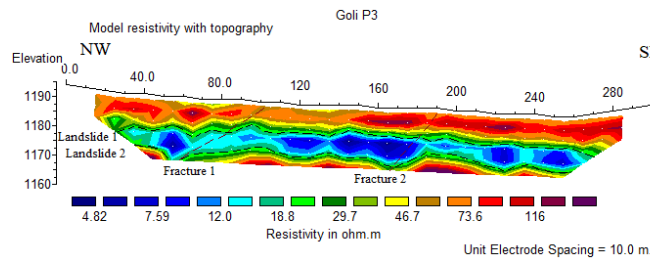 Goli P3
Model resistivity with topography
Elevation NW S
0.0 40.0 80.0 120 160 200 240 280
1190
1180
1170
1160
Landslide 1
Landslide 2
Fracture 1
Fracture 2
4.82 7.59 12.0 18.8 29.7 46.7 73.6 116
Resistivity in ohm.m
Unit Electrode Spacing = 10.0 m